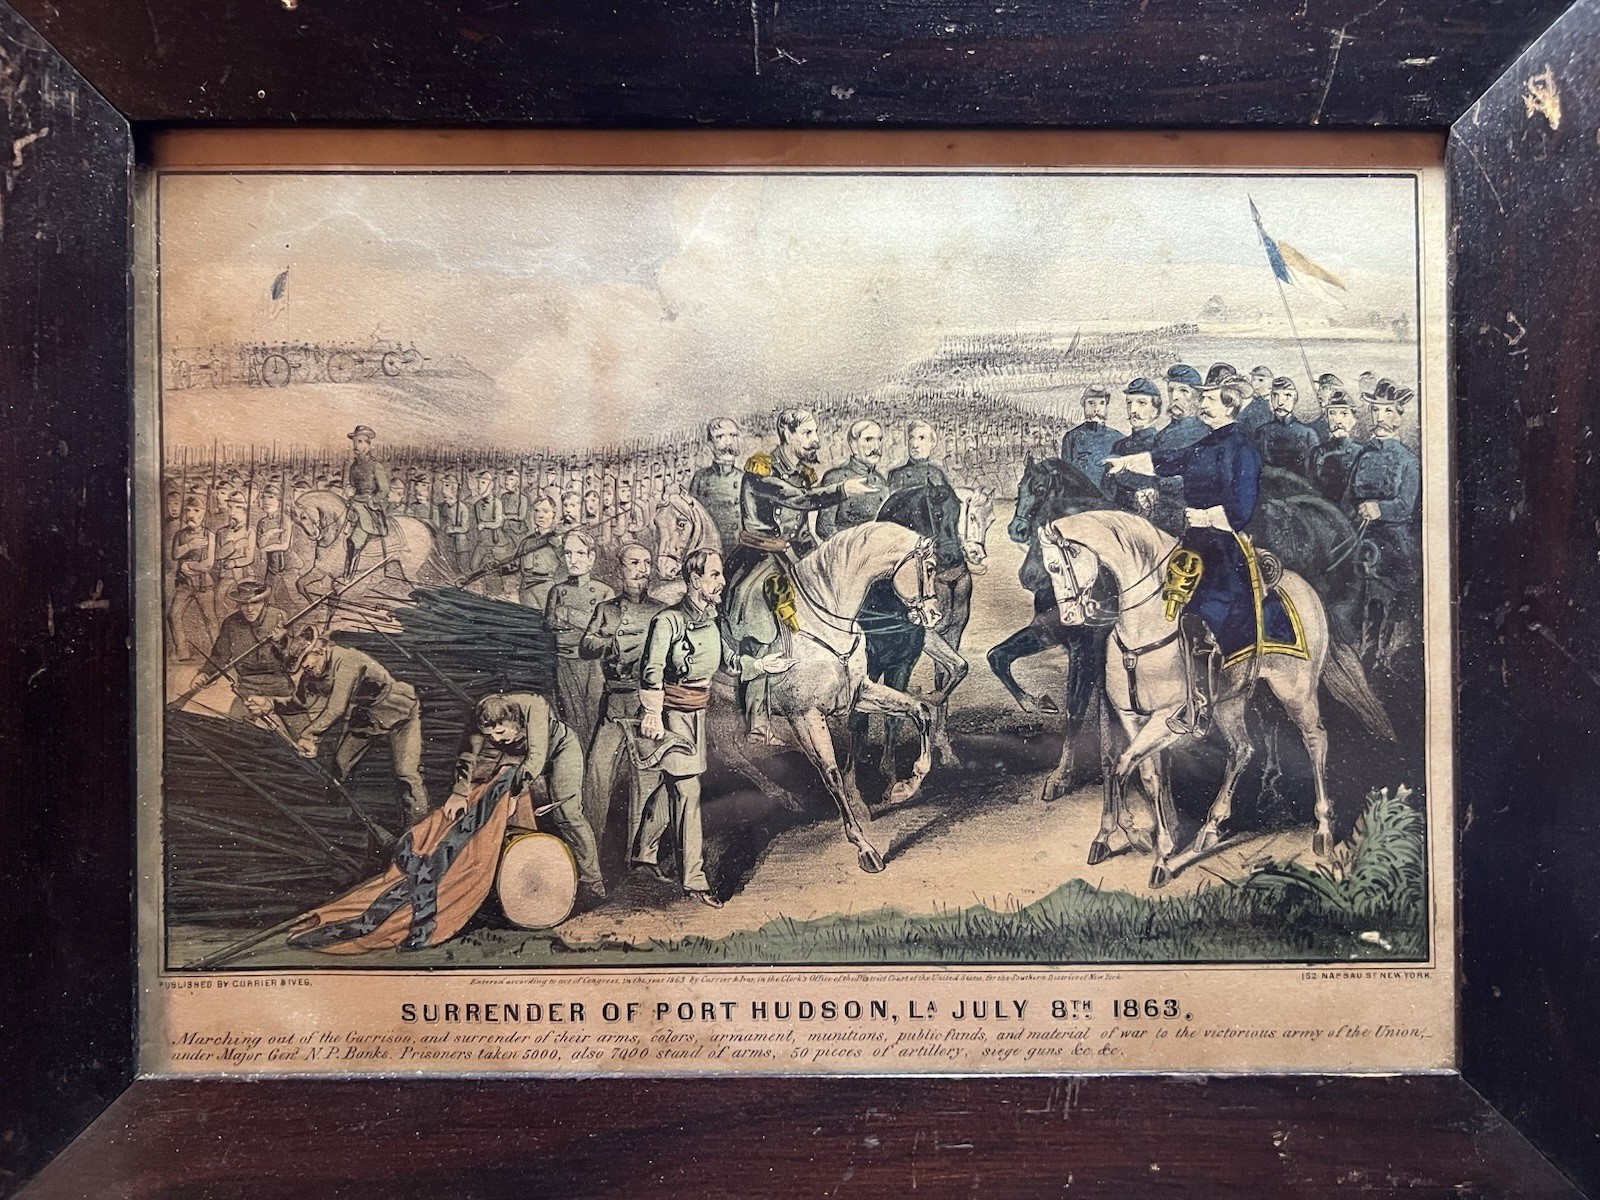 PUBLISHED BY CURRIER & IVES,
Entered according to act of Congress, in the year 1863 by Currier & Ives, in the Clerk's Office of the District Court of the United States, for the Southern District of New York.
152 NASSAU ST NEW YORK.
SURRENDER OF PORT HUDSON, LA JULY 8TH 1863.
Marching out of the Garrison, and surrender of their arms, colors, armament, munitions, public funds, and material of war to the victorious army of the Union,
under Major Genl N. P. Banks. Prisoners taken 5000, also 7000 stand of arms, 50 pieces of artillery, siege guns &c &c.